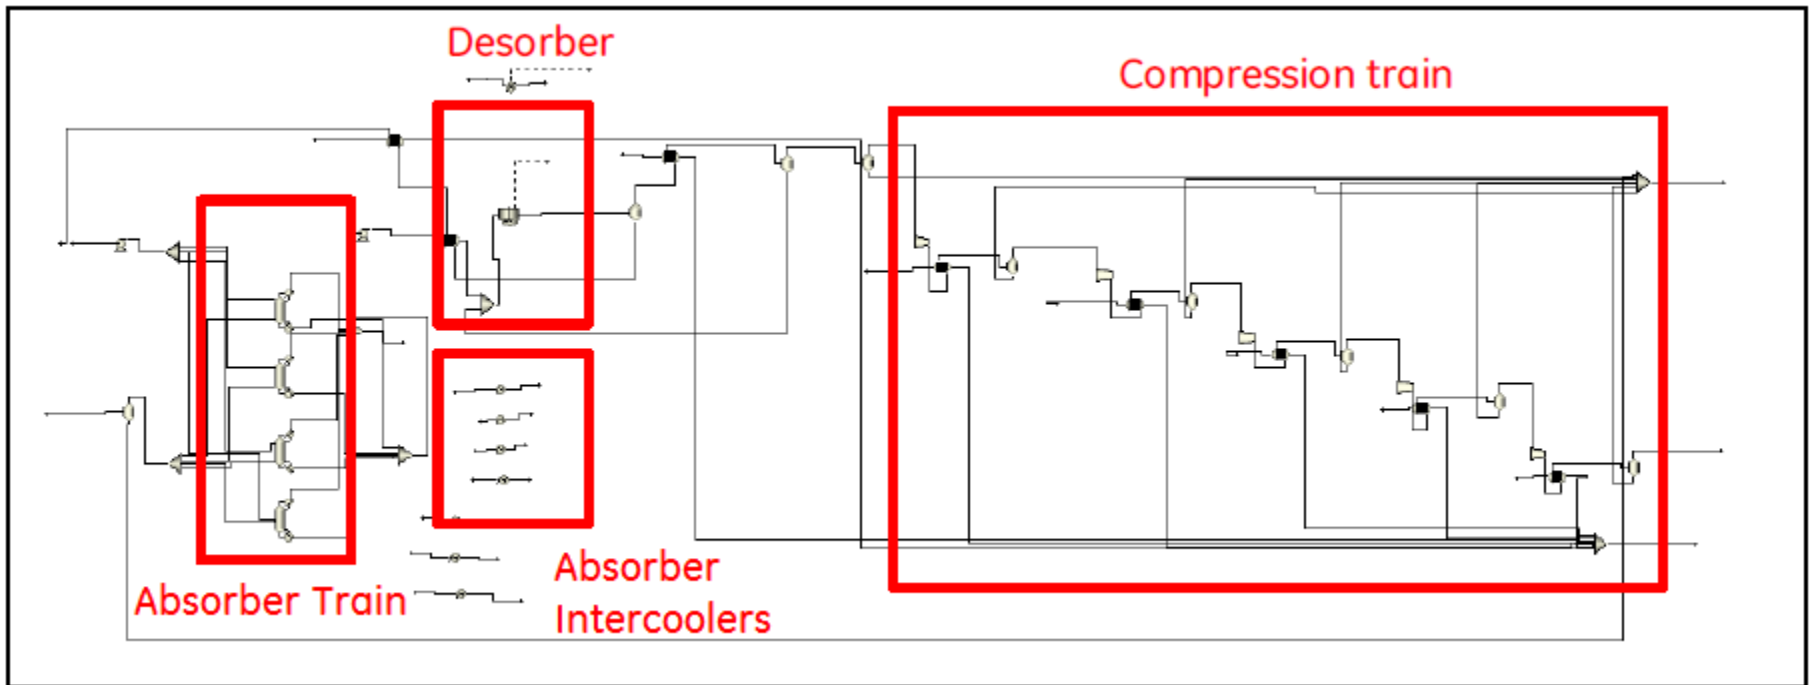 Desorber
Compression train
Absorber Train
Absorber
Intercoolers